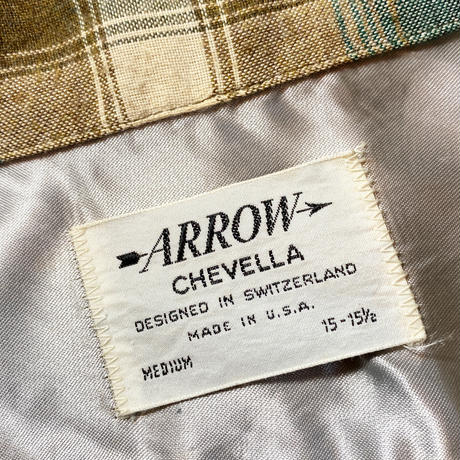 ARROW
CHEVELLA
DESIGNED IN SWITZERLAND
MADE IN U.S.A.
MEDIUM 15-15½